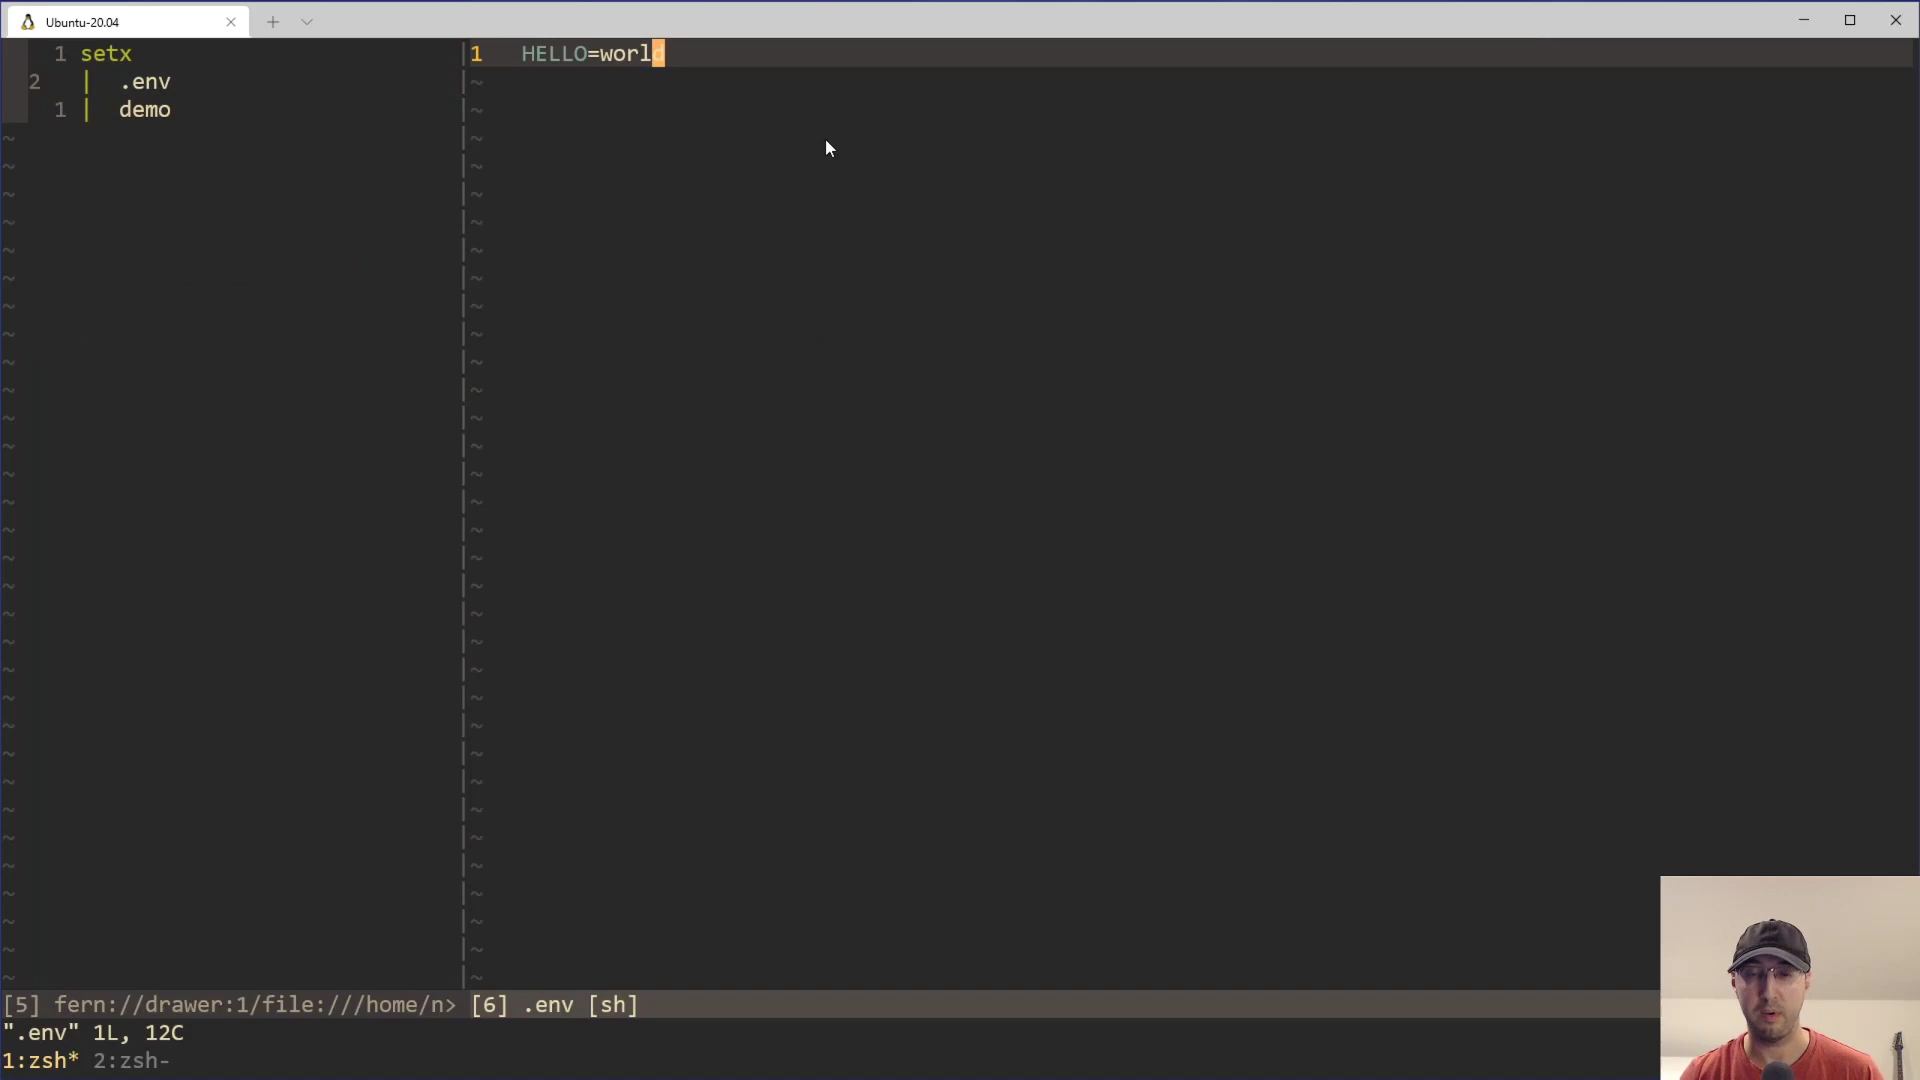 Ubuntu-20.04
1 setx
2 | .env
1 | demo
1 HELLO=world
[5] fern://drawer:1/file:///home/n> [6] .env [sh]
".env" 1L, 12C
1:zsh* 2:zsh-